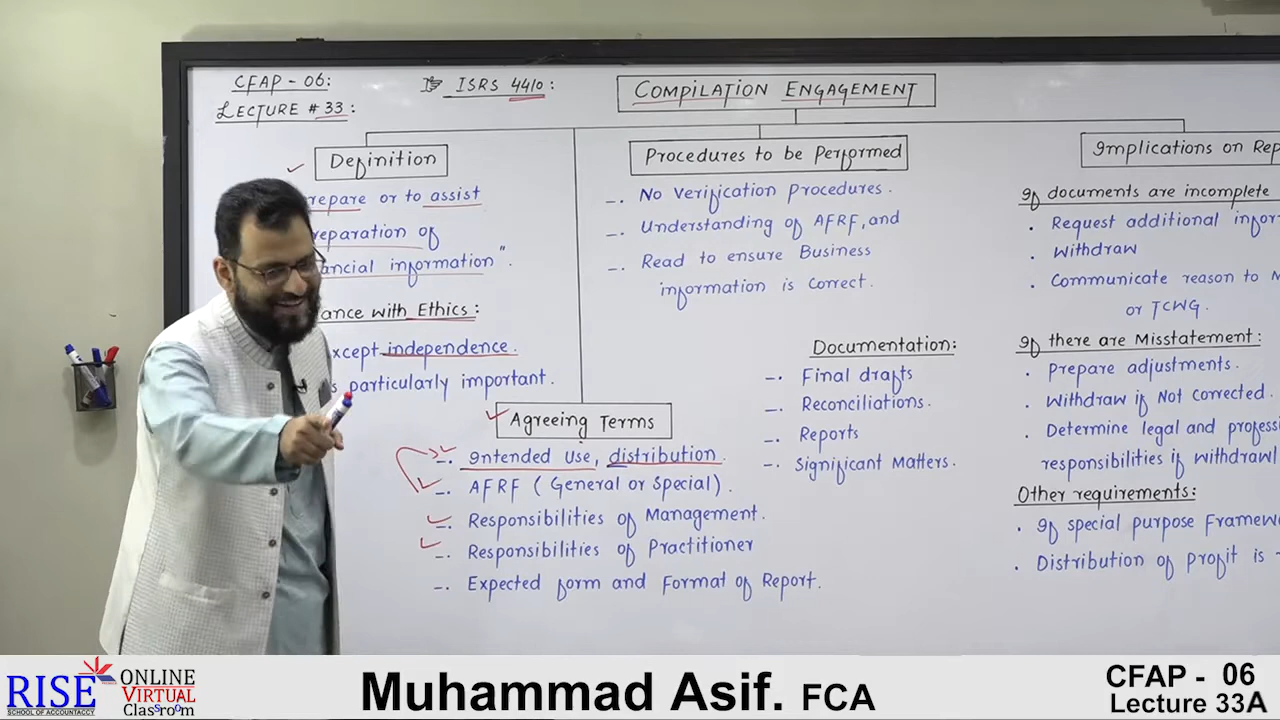 CFAP - 06:
LECTURE # 33:
ISRS 4410:
COMPILATION ENGAGEMENT
Definition
repare or to assist
reparation of
ancial information".
ance with Ethics:
xcept independence.
s particularly important.
Agreeing Terms
Intended Use, distribution.
AFRF (General or Special).
Responsibilities of Management.
Responsibilities of Practitioner
Expected form and Format of Report.
Procedures to be Performed
No Verification Procedures.
Understanding of AFRF, and
Read to ensure Business
information is correct.
Documentation:
Final drafts
Reconciliations.
Reports
Significant Matters.
Implications on Rep
If documents are incomplete
Request additional infor
Withdraw
Communicate reason to M
or TCWG.
If there are Misstatement:
Prepare adjustments.
Withdraw if Not corrected.
Determine legal and profess
responsibilities if withdrawl
Other requirements:
If special purpose Framew
Distribution of profit is
RISE
SCHOOL OF ACCOUNTANCY
ONLINE
VIRTUAL
Classroom
Muhammad Asif. FCA
CFAP - 06
Lecture 33A